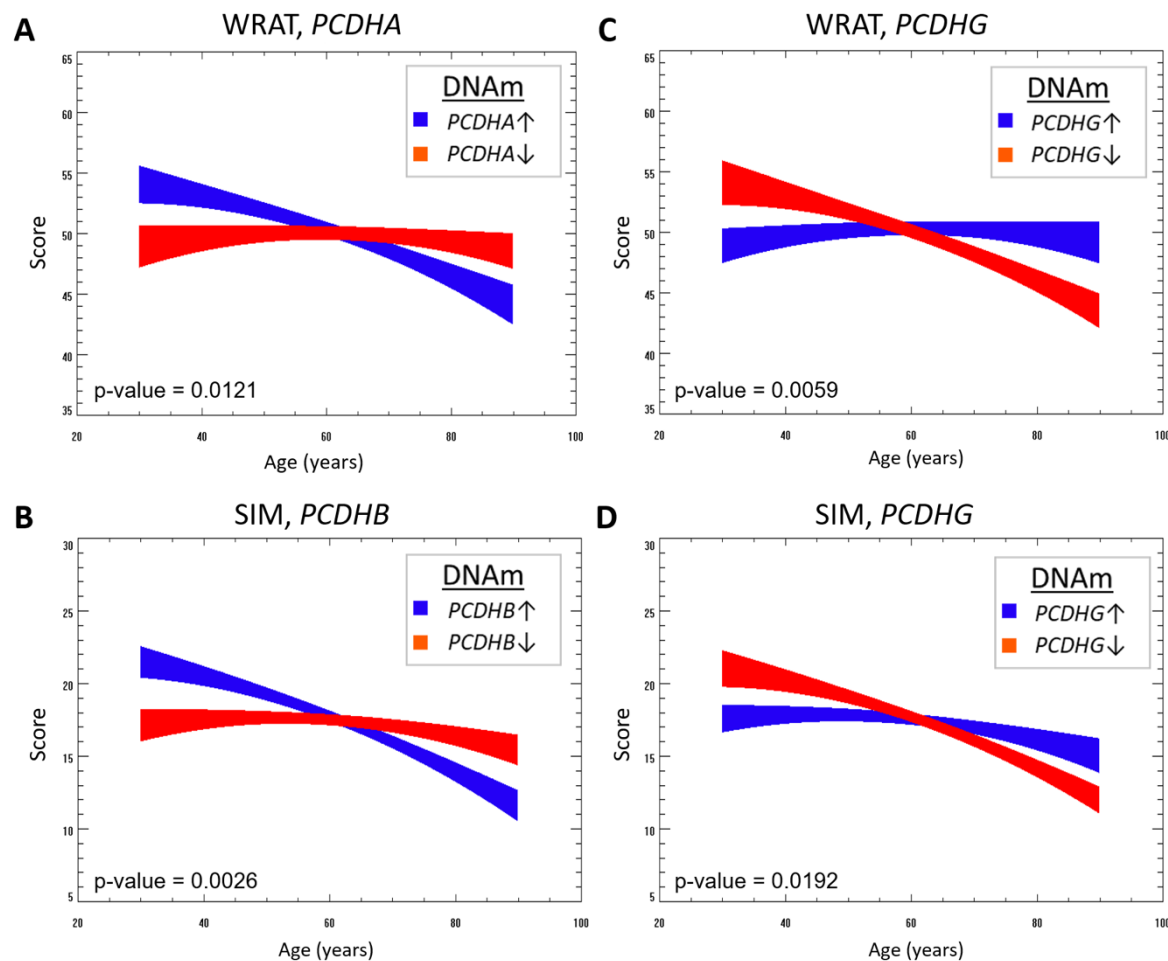 A
WRAT, PCDHA
65
60
55
50
45
40
35
Score
DNAm
PCDHA↑
PCDHA↓
p-value = 0.0121
20 40 60 80 100
Age (years)
C
WRAT, PCDHG
65
60
55
50
45
40
35
Score
DNAm
PCDHG↑
PCDHG↓
p-value = 0.0059
20 40 60 80 100
Age (years)
B
SIM, PCDHB
30
25
20
15
10
5
Score
DNAm
PCDHB↑
PCDHB↓
p-value = 0.0026
20 40 60 80 100
Age (years)
D
SIM, PCDHG
30
25
20
15
10
5
Score
DNAm
PCDHG↑
PCDHG↓
p-value = 0.0192
20 40 60 80 100
Age (years)